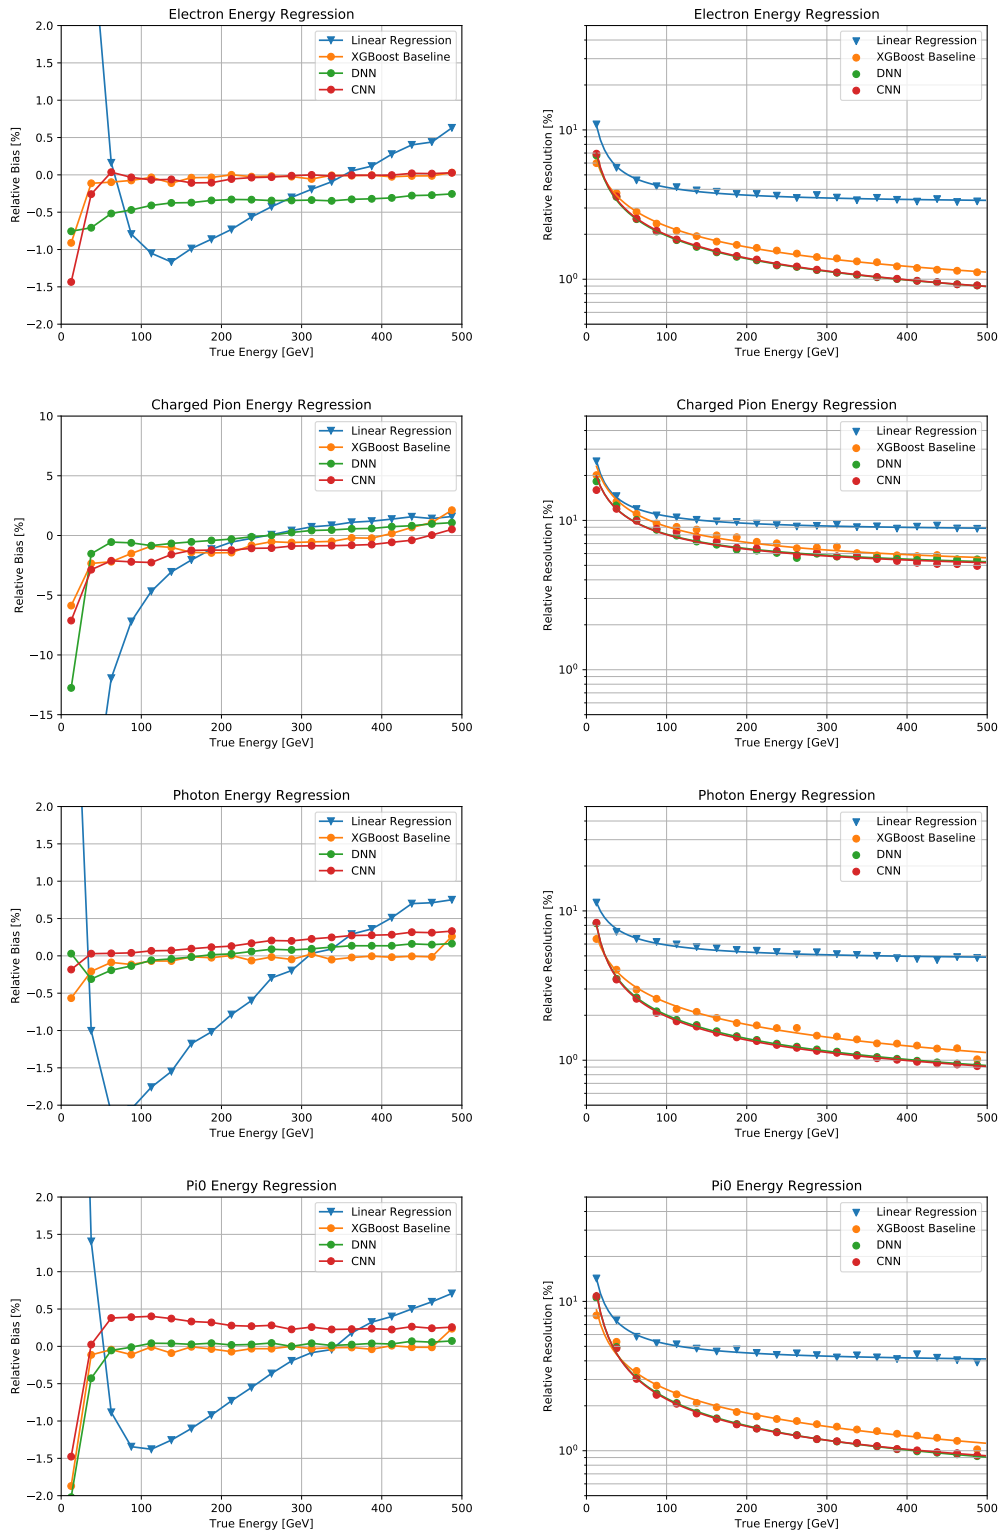 Electron Energy Regression
2.0
1.5
1.0
0.5
0.0
−0.5
−1.0
−1.5
−2.0
Relative Bias [%]
Linear Regression
XGBoost Baseline
DNN
CNN
0 100 200 300 400 500
True Energy [GeV]
Electron Energy Regression
10¹
10⁰
Relative Resolution [%]
Linear Regression
XGBoost Baseline
DNN
CNN
0 100 200 300 400 500
True Energy [GeV]
Charged Pion Energy Regression
10
5
0
−5
−10
−15
Relative Bias [%]
Linear Regression
XGBoost Baseline
DNN
CNN
0 100 200 300 400 500
True Energy [GeV]
Charged Pion Energy Regression
10¹
10⁰
Relative Resolution [%]
Linear Regression
XGBoost Baseline
DNN
CNN
0 100 200 300 400 500
True Energy [GeV]
Photon Energy Regression
2.0
1.5
1.0
0.5
0.0
−0.5
−1.0
−1.5
−2.0
Relative Bias [%]
Linear Regression
XGBoost Baseline
DNN
CNN
0 100 200 300 400 500
True Energy [GeV]
Photon Energy Regression
10¹
10⁰
Relative Resolution [%]
Linear Regression
XGBoost Baseline
DNN
CNN
0 100 200 300 400 500
True Energy [GeV]
Pi0 Energy Regression
2.0
1.5
1.0
0.5
0.0
−0.5
−1.0
−1.5
−2.0
Relative Bias [%]
Linear Regression
XGBoost Baseline
DNN
CNN
0 100 200 300 400 500
True Energy [GeV]
Pi0 Energy Regression
10¹
10⁰
Relative Resolution [%]
Linear Regression
XGBoost Baseline
DNN
CNN
0 100 200 300 400 500
True Energy [GeV]